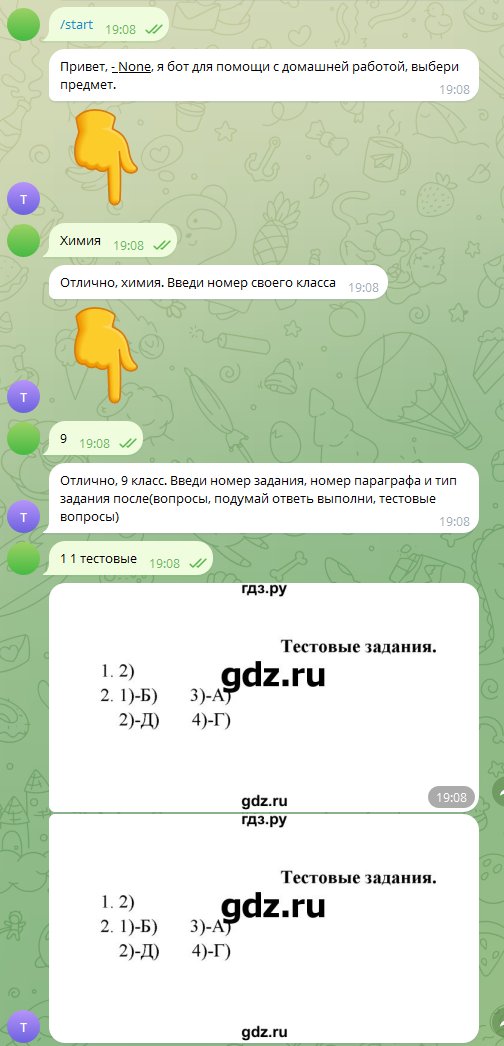 /start 19:08
Привет, - None, я бот для помощи с домашней работой, выбери
предмет.
19:08
T
Химия 19:08
Отлично, химия. Введи номер своего класса 19:08
T
9 19:08
Отлично, 9 класс. Введи номер задания, номер параграфа и тип
задания после(вопросы, подумай ответь выполни, тестовые
вопросы)
19:08
T
1 1 тестовые 19:08
гдз.ру
Тестовые задания.
1. 2)
gdz.ru
2. 1)-Б) 3)-А)
2)-Д) 4)-Г)
19:08
gdz.ru
гдз.ру
Тестовые задания.
1. 2)
gdz.ru
2. 1)-Б) 3)-А)
2)-Д) 4)-Г)
T
gdz.ru